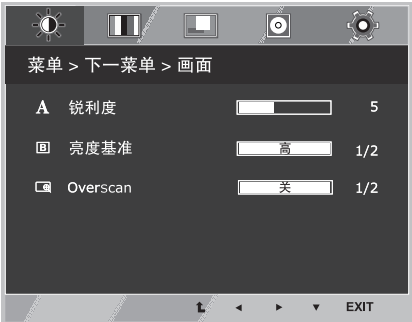 菜单 > 下一菜单 > 画面
A 锐利度 5
B 亮度基准 高 1/2
Overscan 关 1/2
EXIT